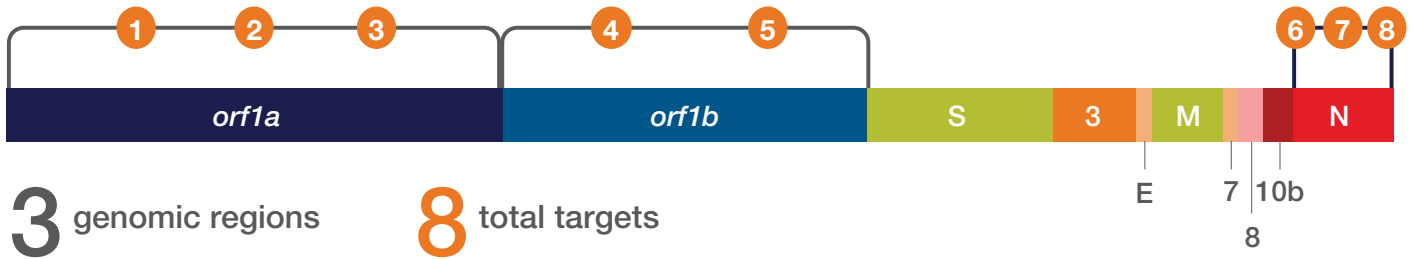 1 2 3 4 5 6 7 8
orf1a orf1b S 3 M N
E 7 10b
8
3 genomic regions 8 total targets